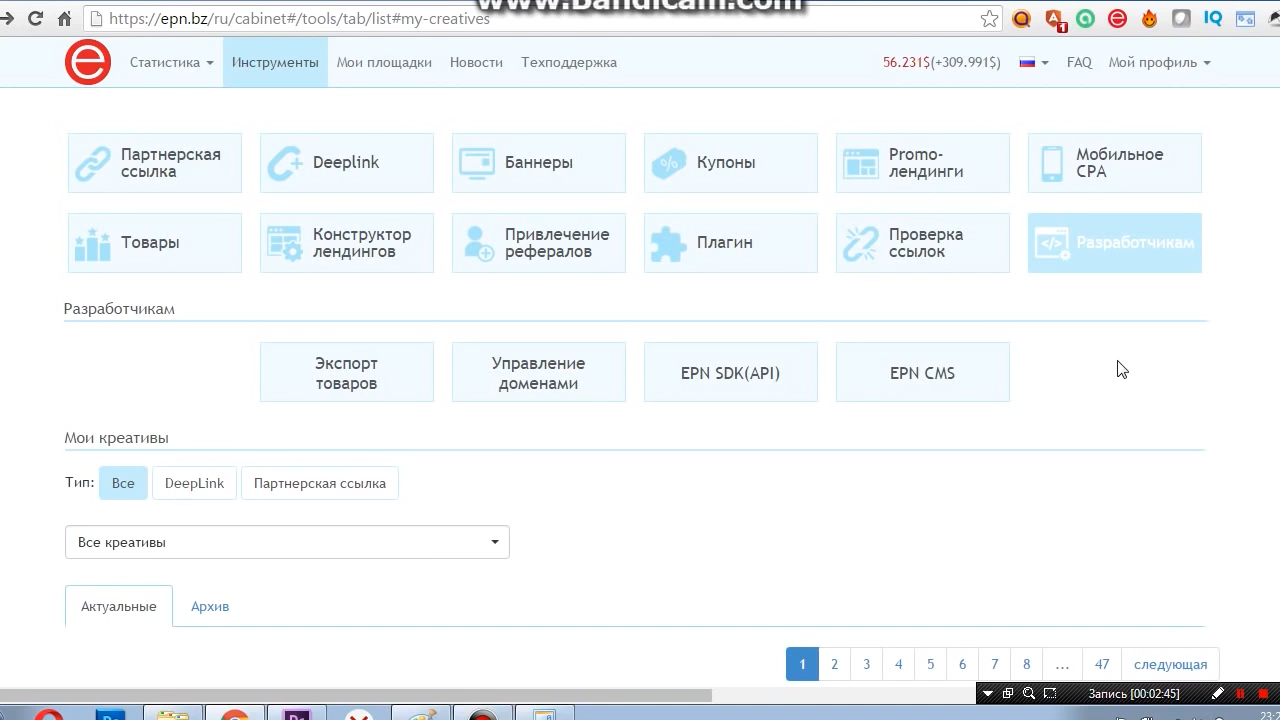 www.Bandicam.com
https://epn.bz/ru/cabinet#/tools/tab/list#my-creatives
1
IQ
e
Статистика
Инструменты
Мои площадки
Новости
Техподдержка
56.231$(+309.991$)
FAQ
Мой профиль
Партнерская
ссылка
Deeplink
Баннеры
Купоны
Promo-
лендинги
Мобильное
CPA
Товары
Конструктор
лендингов
Привлечение
рефералов
Плагин
Проверка
ссылок
Разработчикам
Разработчикам
Экспорт
товаров
Управление
доменами
EPN SDK(API)
EPN CMS
Мои креативы
Тип: Все DeepLink Партнерская ссылка
Все креативы
Актуальные Архив
1 2 3 4 5 6 7 8 ... 47 следующая
Запись [00:02:45]